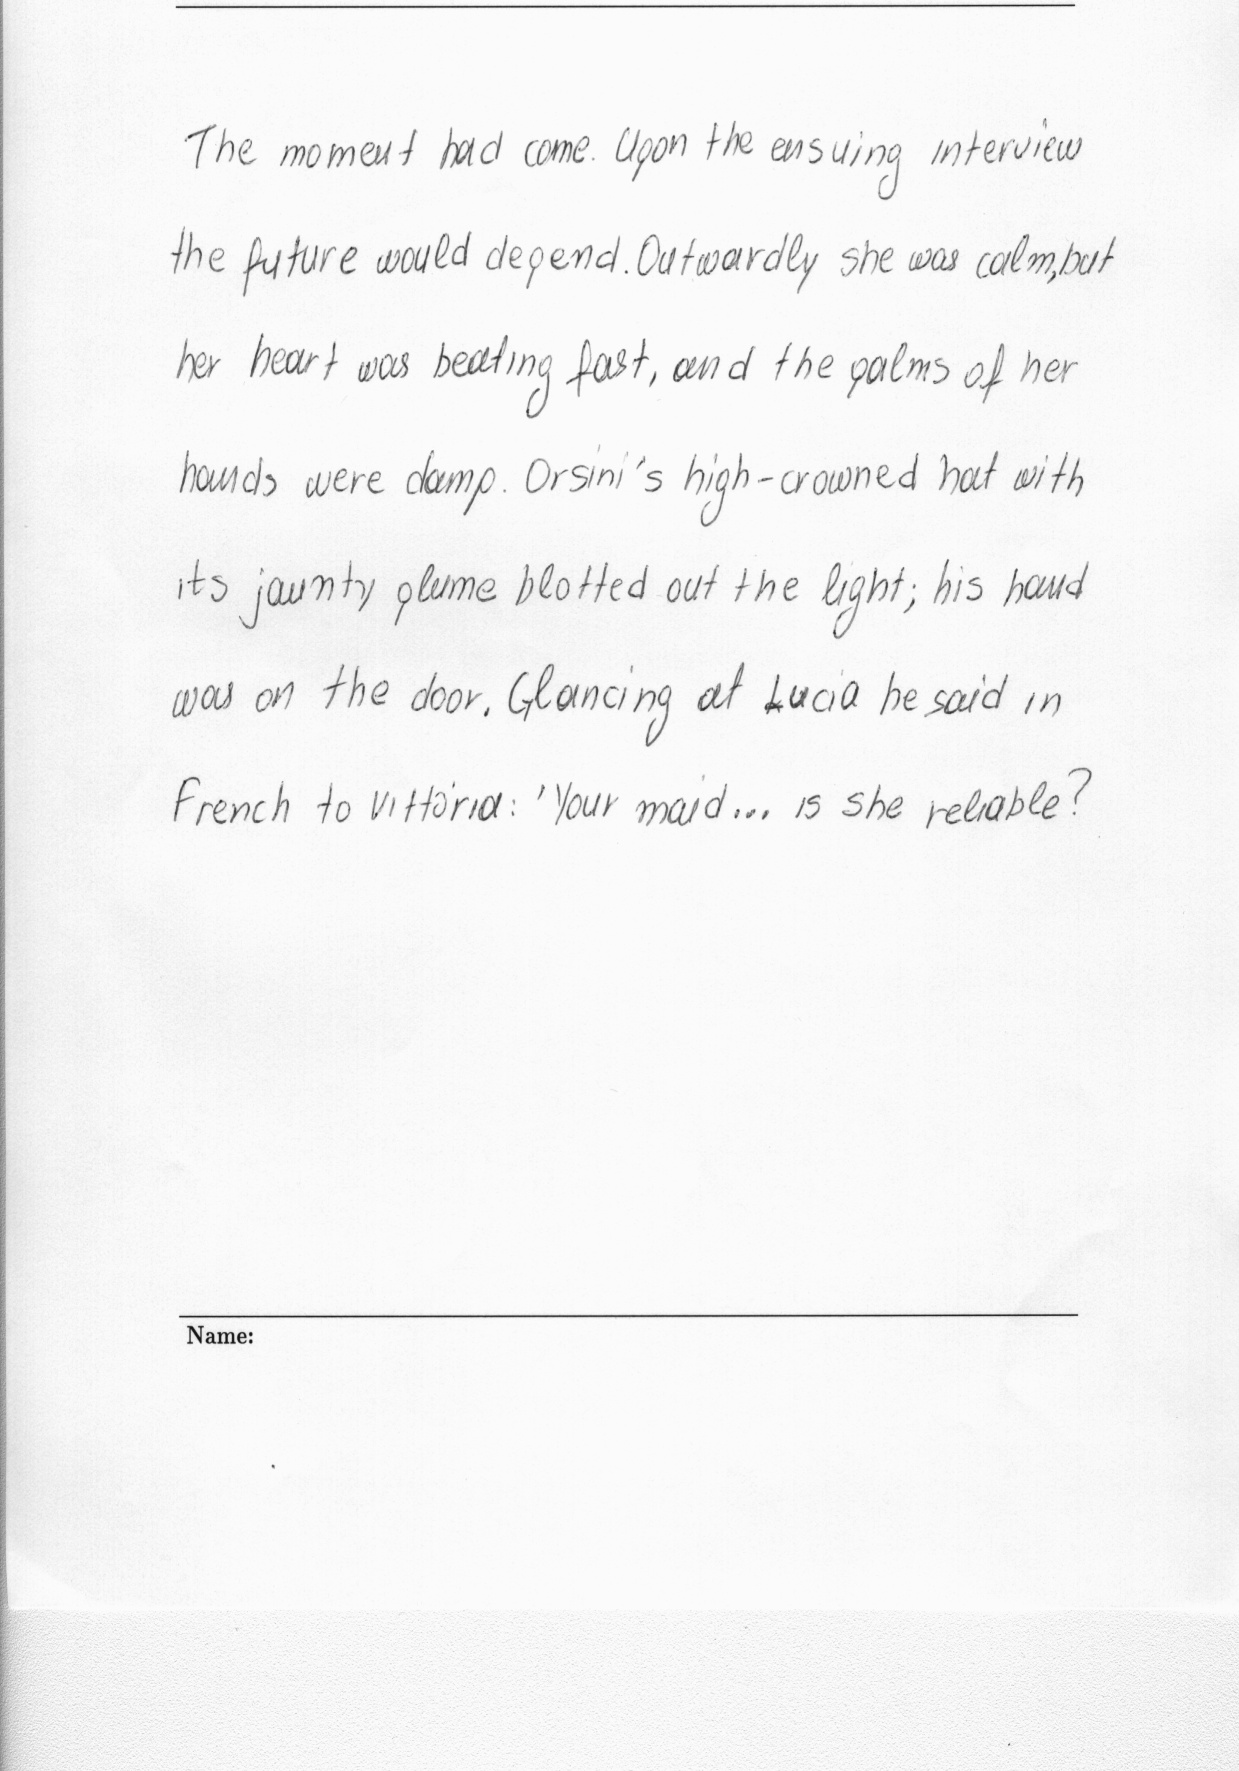 The moment had come. Upon the ensuing interview
the future would depend. Outwardly she was calm, but
her heart was beating fast, and the palms of her
hands were damp. Orsini's high-crowned hat with
its jaunty plume blotted out the light; his hand
was on the door. Glancing at Lucia he said in
French to Vittoria: 'Your maid... is she reliable?
Name: